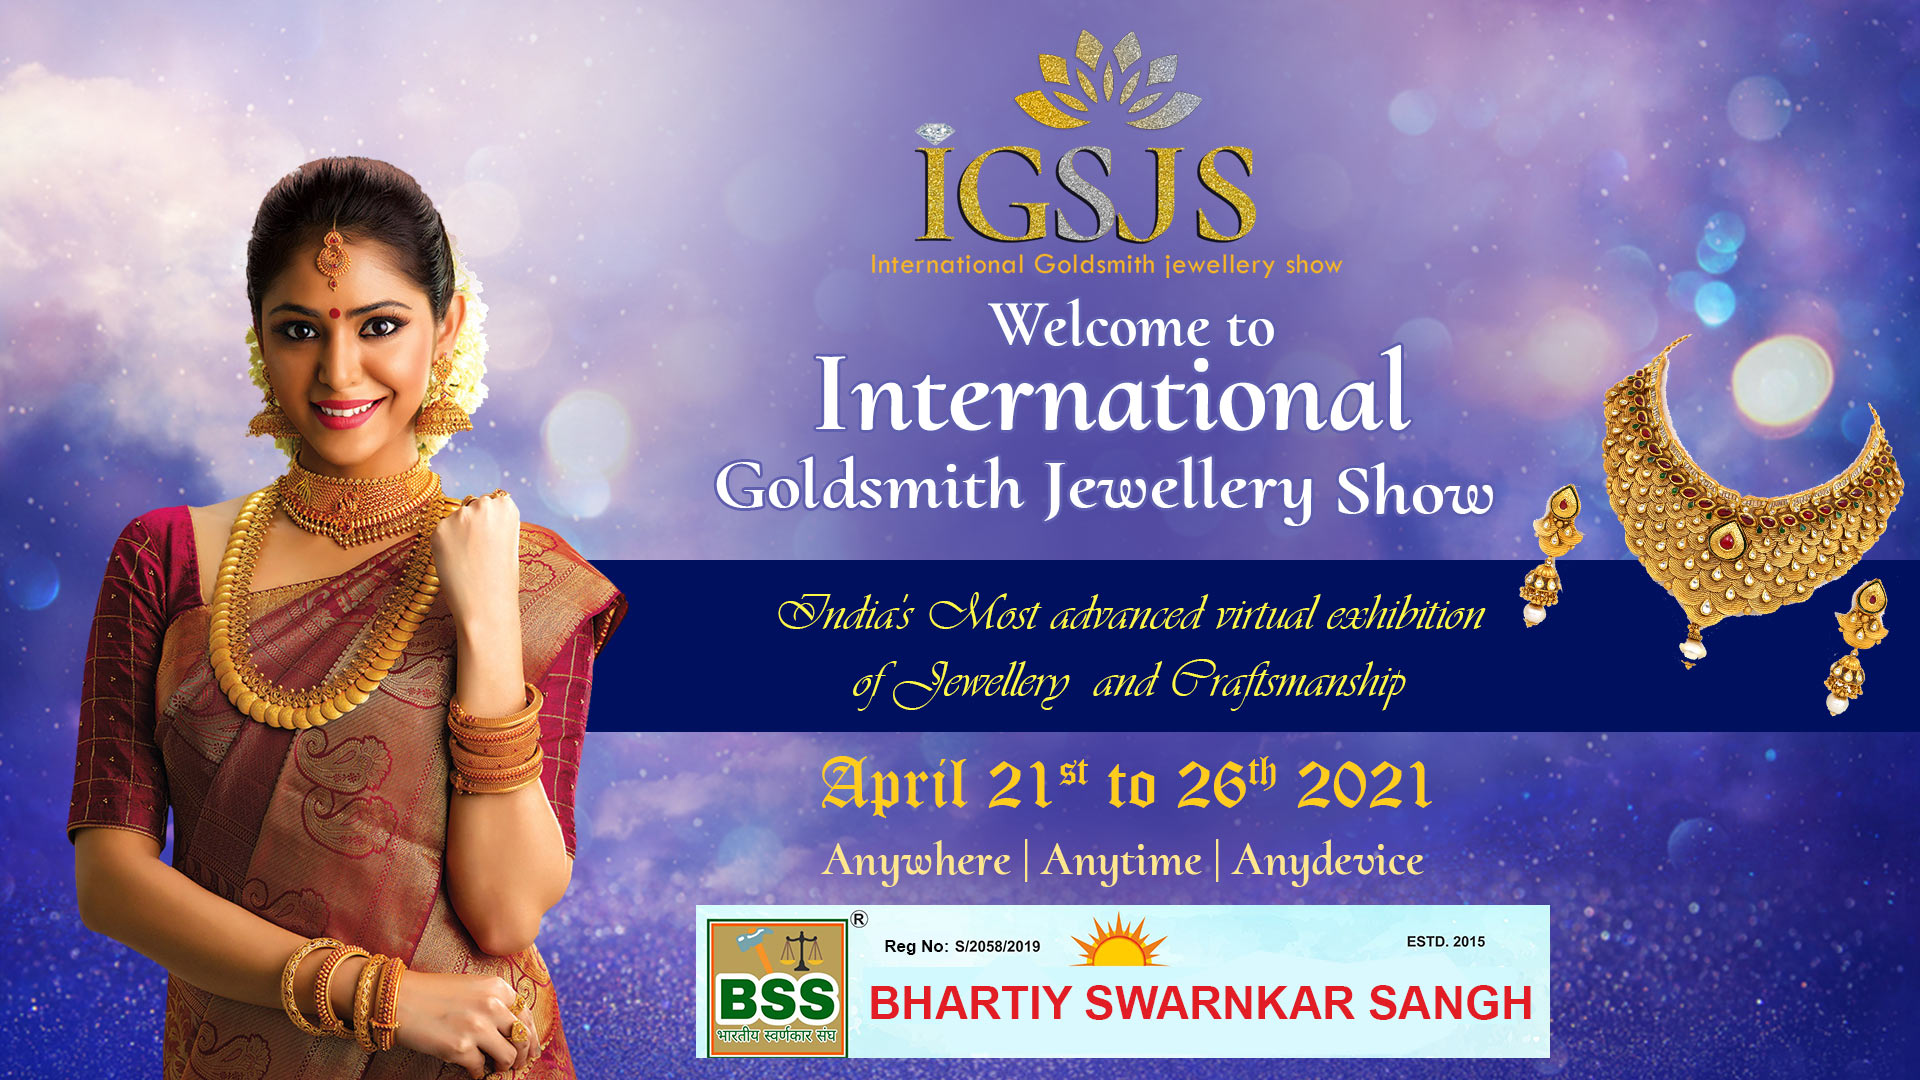 iGSJS
International Goldsmith jewellery show
Welcome to
International
Goldsmith Jewellery Show
India's Most advanced virtual exhibition
of Jewellery and Craftsmanship
April 21st to 26th 2021
Anywhere | Anytime | Anydevice
®
Reg No: S/2058/2019
ESTD. 2015
BSS
भारतीय स्वर्णकार संघ
BHARTIY SWARNKAR SANGH